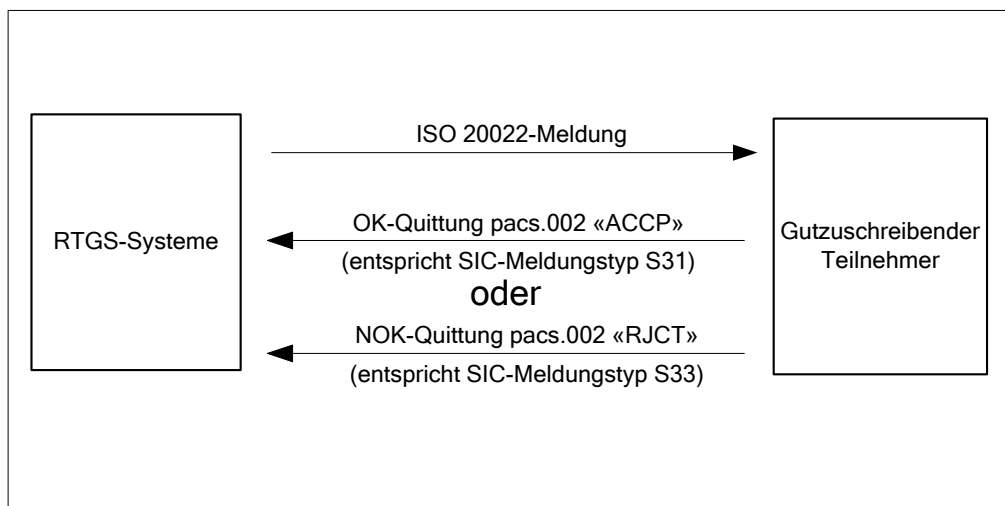 ISO 20022-Meldung
RTGS-Systeme
OK-Quittung pacs.002 «ACCP»
(entspricht SIC-Meldungstyp S31)
oder
NOK-Quittung pacs.002 «RJCT»
(entspricht SIC-Meldungstyp S33)
Gutzuschreibender
Teilnehmer